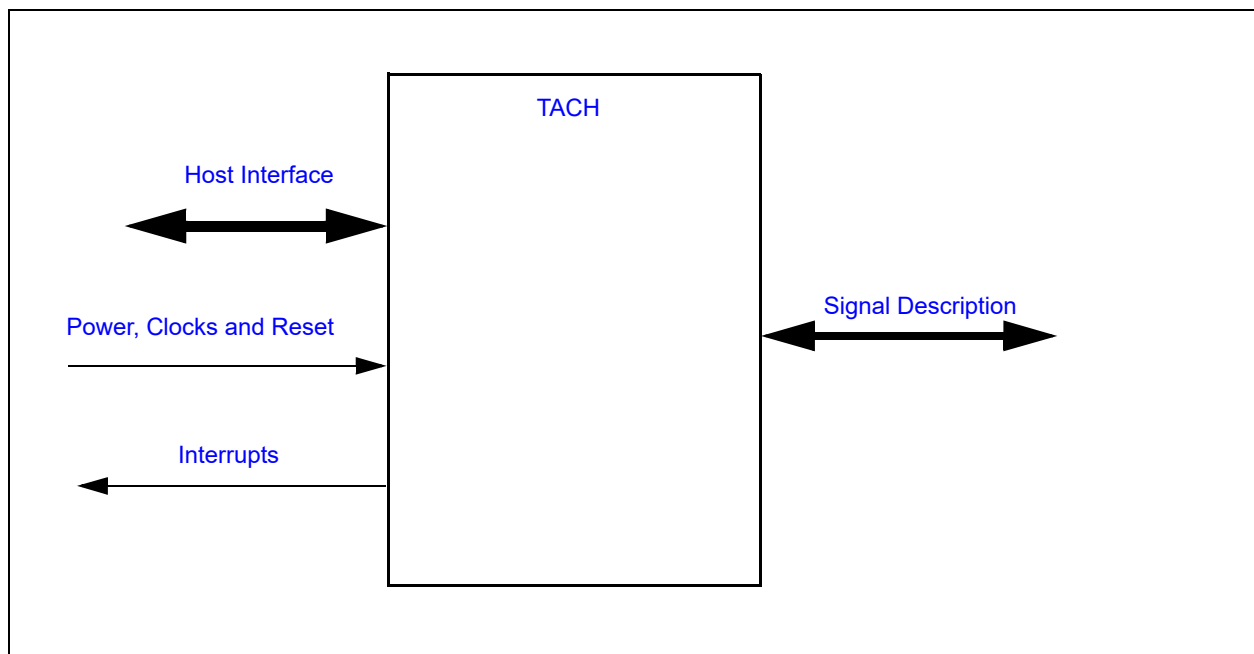 TACH
Host Interface
Signal Description
Power, Clocks and Reset
Interrupts